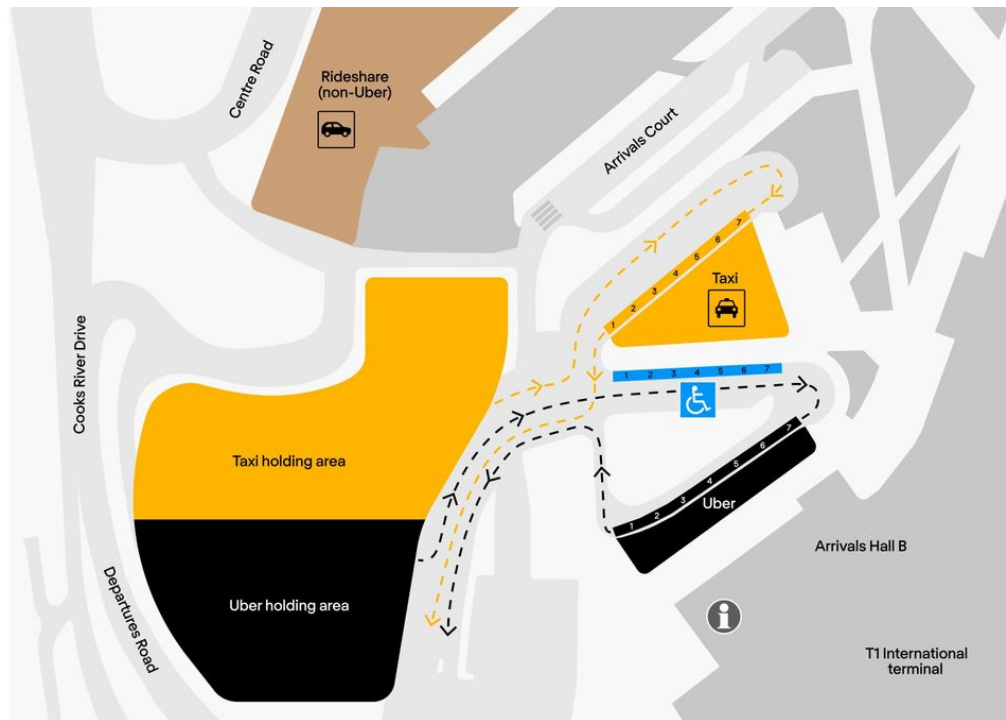 Centre Road
Rideshare
(non-Uber)
Arrivals Court
Taxi
1 2 3 4 5 6 7
1 2 3 4 5 6 7
Cooks River Drive
Taxi holding area
Uber
1 2 3 4 5 6 7
Arrivals Hall B
Departures Road
Uber holding area
i
T1 International
terminal